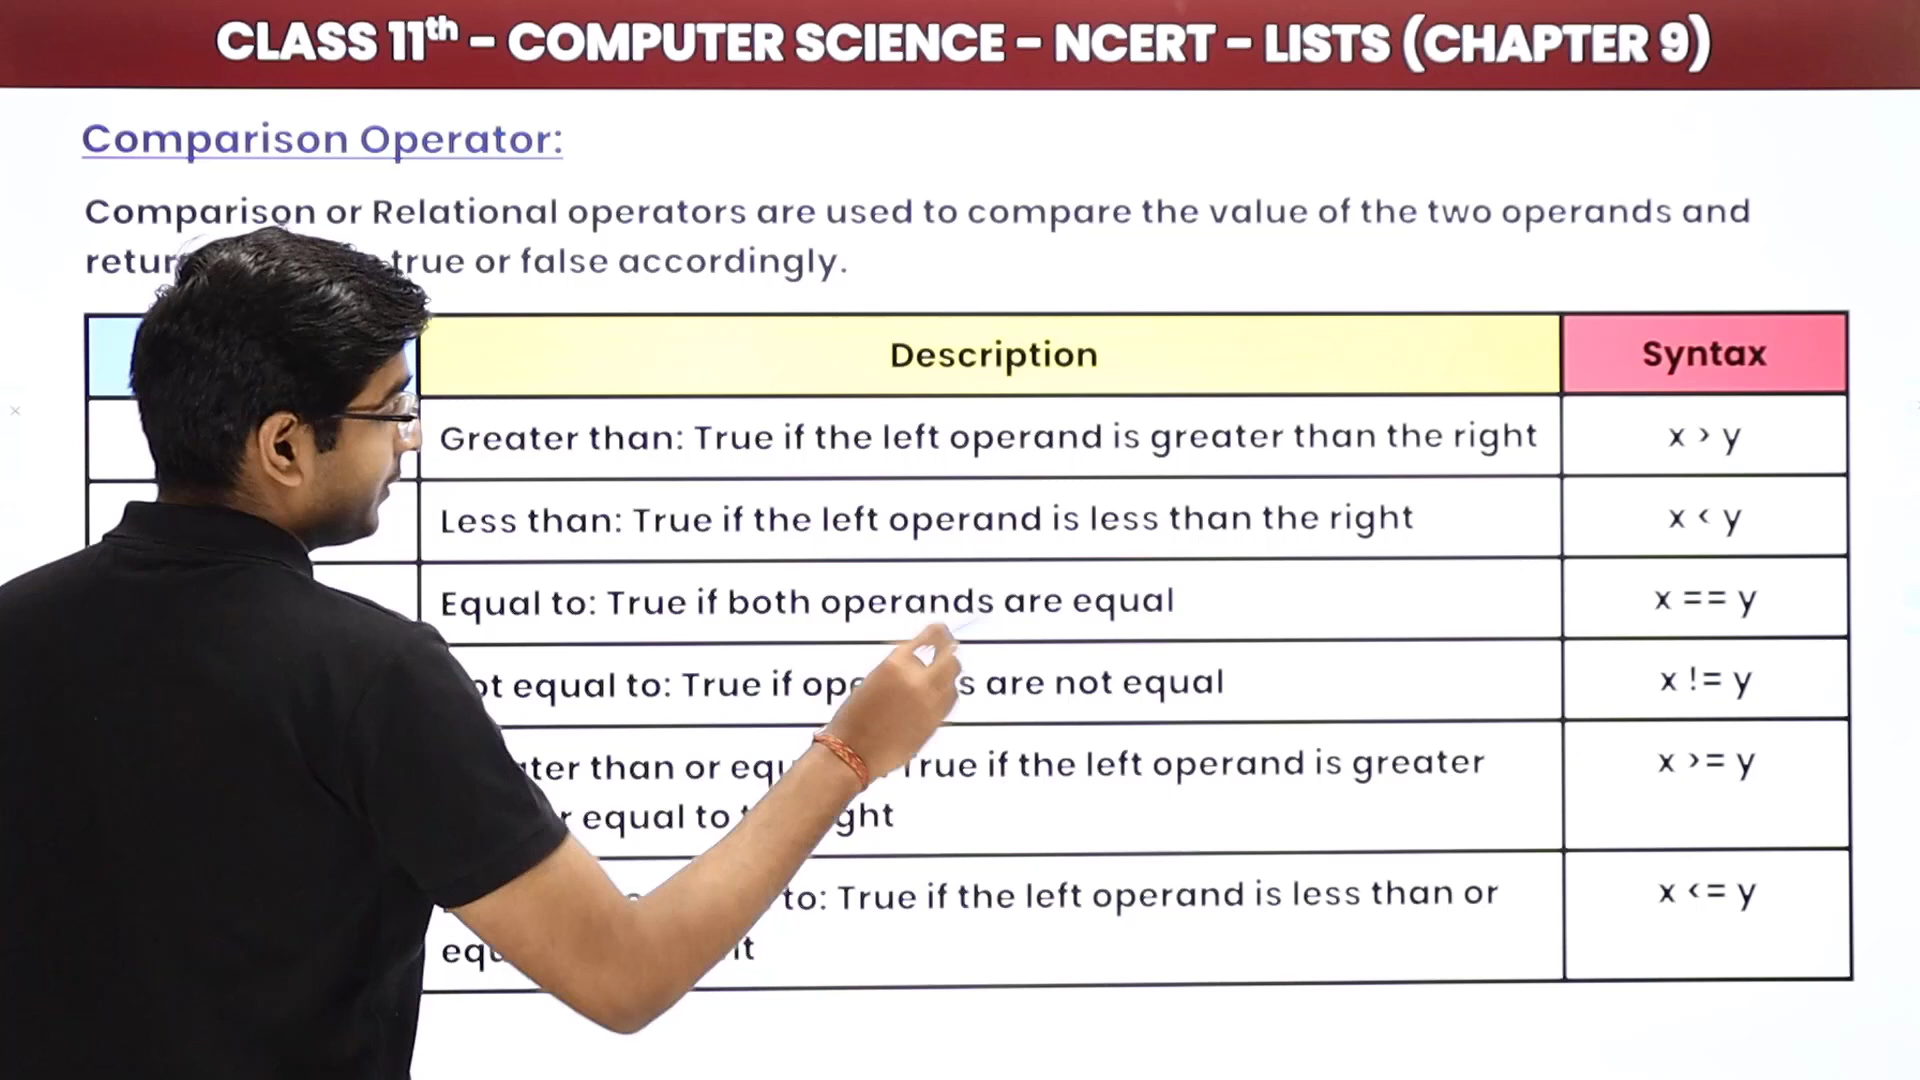 CLASS 11th - COMPUTER SCIENCE - NCERT - LISTS (CHAPTER 9)
Comparison Operator:
Comparison or Relational operators are used to compare the value of the two operands and
true or false accordingly.
Description Syntax
Greater than: True if the left operand is greater than the right x > y
Less than: True if the left operand is less than the right x < y
Equal to: True if both operands are equal x == y
equal to: True if are not equal x != y
than or True if the left operand is greater x >= y
equal to
to: True if the left operand is less than or x <= y